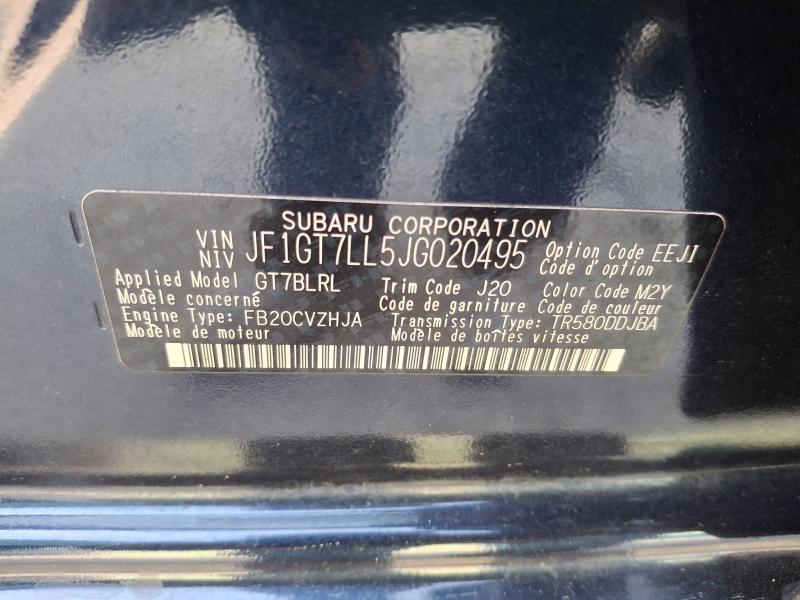 SUBARU CORPORATION
VIN NIV JF1GT7LL5JG020495 Option Code EEJI
Code d'option
Applied Model GT7BLRL Trim Code J20 Color Code M2Y
Modèle concerné Code de garniture Code de couleur
Engine Type: FB20CVZHJA Transmission Type: TR580DDJBA
Modèle de moteur Modèle de boîtes vitesse